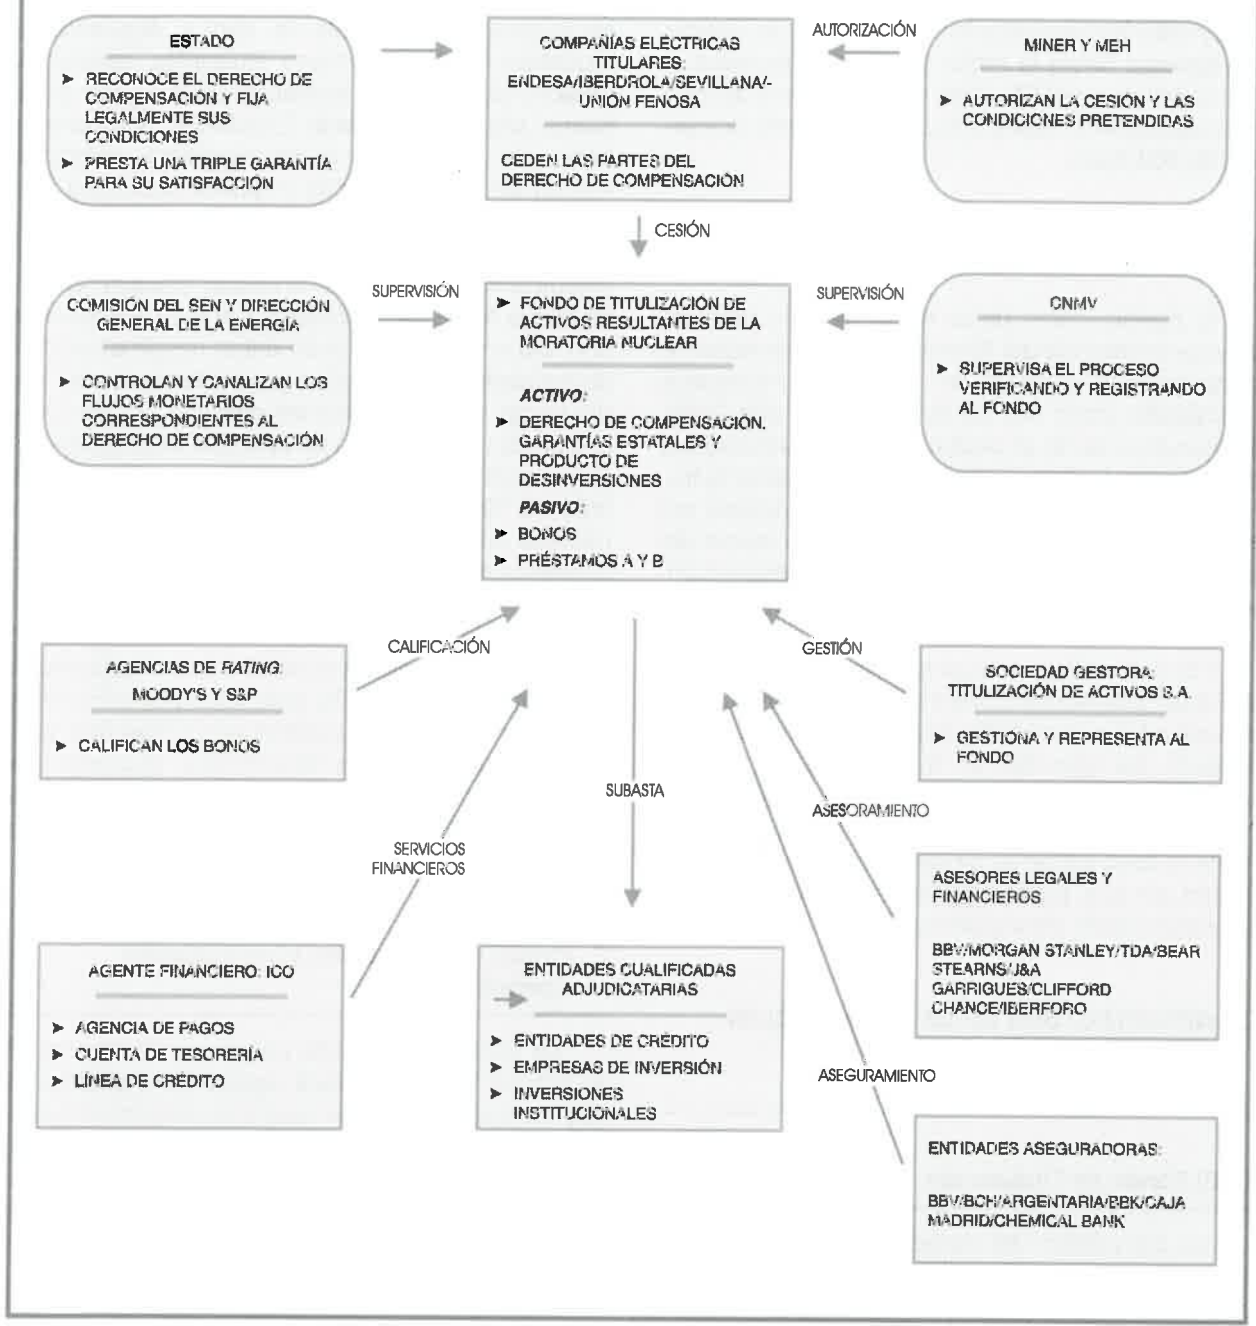 ESTADO
➤ RECONOCE EL DERECHO DE
COMPENSACIÓN Y FIJA
LEGALMENTE SUS
CONDICIONES
➤ PRESTA UNA TRIPLE GARANTÍA
PARA SU SATISFACCIÓN
COMPAÑIAS ELÉCTRICAS
TITULARES:
ENDESA/IBERDROLA/SEVILLANA/-
UNIÓN FENOSA
CEDEN LAS PARTES DEL
DERECHO DE COMPENSACIÓN
AUTORIZACIÓN
MINER Y MEH
➤ AUTORIZAN LA CESIÓN Y LAS
CONDICIONES PRETENDIDAS
CESIÓN
COMISIÓN DEL SEN Y DIRECCIÓN
GENERAL DE LA ENERGÍA
➤ CONTROLAN Y CANALIZAN LOS
FLUJOS MONETARIOS
CORRESPONDIENTES AL
DERECHO DE COMPENSACIÓN
SUPERVISIÓN
➤ FONDO DE TITULIZACIÓN DE
ACTIVOS RESULTANTES DE LA
MORATORIA NUCLEAR
ACTIVO:
➤ DERECHO DE COMPENSACIÓN.
GARANTÍAS ESTATALES Y
PRODUCTO DE
DESINVERSIONES
PASIVO:
➤ BONOS
➤ PRÉSTAMOS A Y B
SUPERVISIÓN
CNMV
➤ SUPERVISA EL PROCESO
VERIFICANDO Y REGISTRANDO
AL FONDO
AGENCIAS DE RATING:
MOODY'S Y S&P
➤ CALIFICAN LOS BONOS
CALIFICACIÓN
GESTIÓN
SOCIEDAD GESTORA:
TITULIZACIÓN DE ACTIVOS S.A.
➤ GESTIONA Y REPRESENTA AL
FONDO
SUBASTA
ASESORAMIENTO
SERVICIOS
FINANCIEROS
ASESORES LEGALES Y
FINANCIEROS
BBV/MORGAN STANLEY/TDA/BEAR
STEARNS/J&A
GARRIGUES/CLIFFORD
CHANCE/IBERFORO
AGENTE FINANCIERO: ICO
➤ AGENCIA DE PAGOS
➤ CUENTA DE TESORERÍA
➤ LÍNEA DE CRÉDITO
ENTIDADES CUALIFICADAS
ADJUDICATARIAS
➤ ENTIDADES DE CRÉDITO
➤ EMPRESAS DE INVERSIÓN
➤ INVERSIONES
INSTITUCIONALES
ASEGURAMIENTO
ENTIDADES ASEGURADORAS:
BBV/BCH/ARGENTARIA/BBK/CAJA
MADRID/CHEMICAL BANK